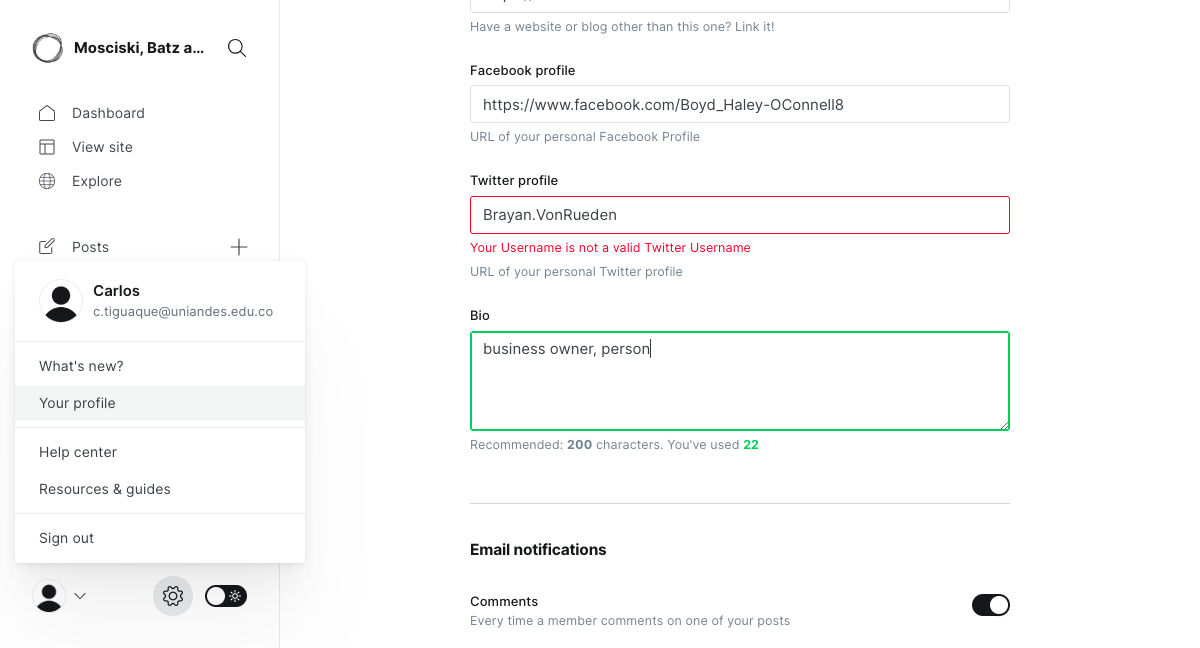 Mosciski, Batz a...
Dashboard
View site
Explore
Posts
Carlos
c.tiguaque@uniandes.edu.co
What's new?
Your profile
Help center
Resources & guides
Sign out
Have a website or blog other than this one? Link it!
Facebook profile
https://www.facebook.com/Boyd_Haley-OConnell8
URL of your personal Facebook Profile
Twitter profile
Brayan.VonRueden
Your Username is not a valid Twitter Username
URL of your personal Twitter profile
Bio
business owner, person
Recommended: 200 characters. You've used 22
Email notifications
Comments
Every time a member comments on one of your posts